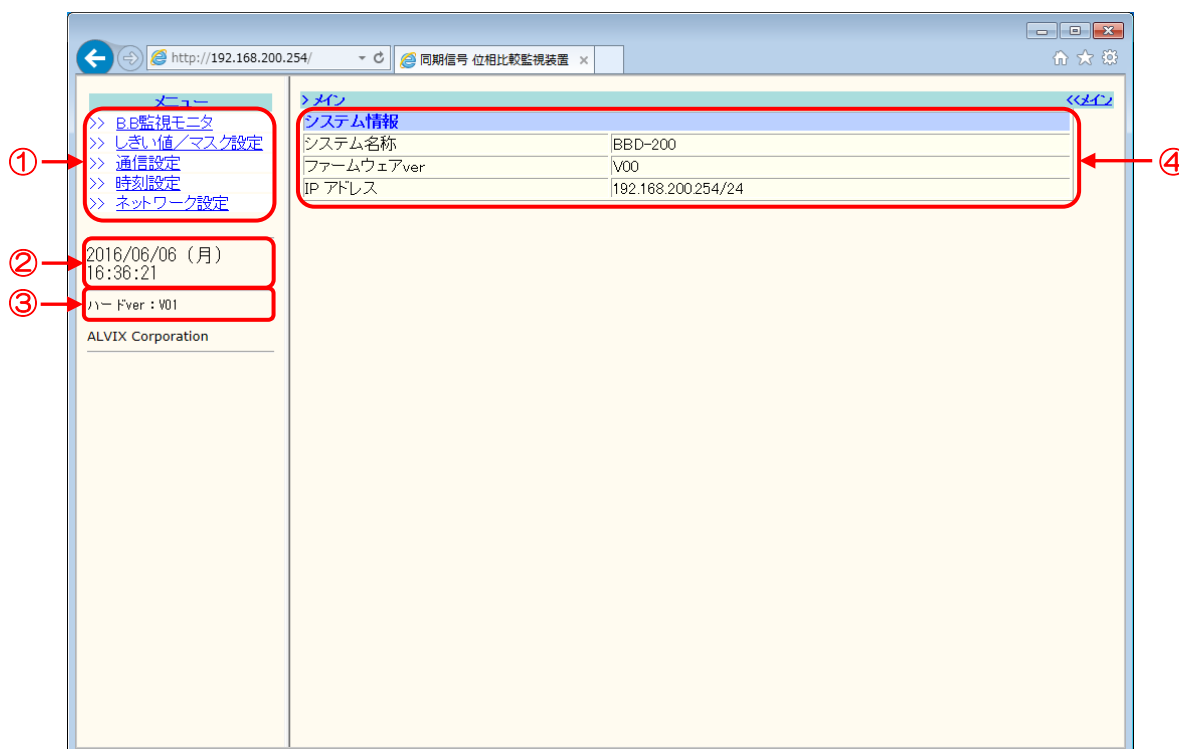 http://192.168.200.254/
同期信号 位相比較監視装置
メニュー
>> B.B監視モニタ
>> しきい値／マスク設定
>> 通信設定
>> 時刻設定
>> ネットワーク設定
①
2016/06/06 （月）
16:36:21
②
ハードver：V01
③
ALVIX Corporation
> メイン <<メイン
システム情報
システム名称 BBD-200
ファームウェアver V00
IP アドレス 192.168.200.254/24
④